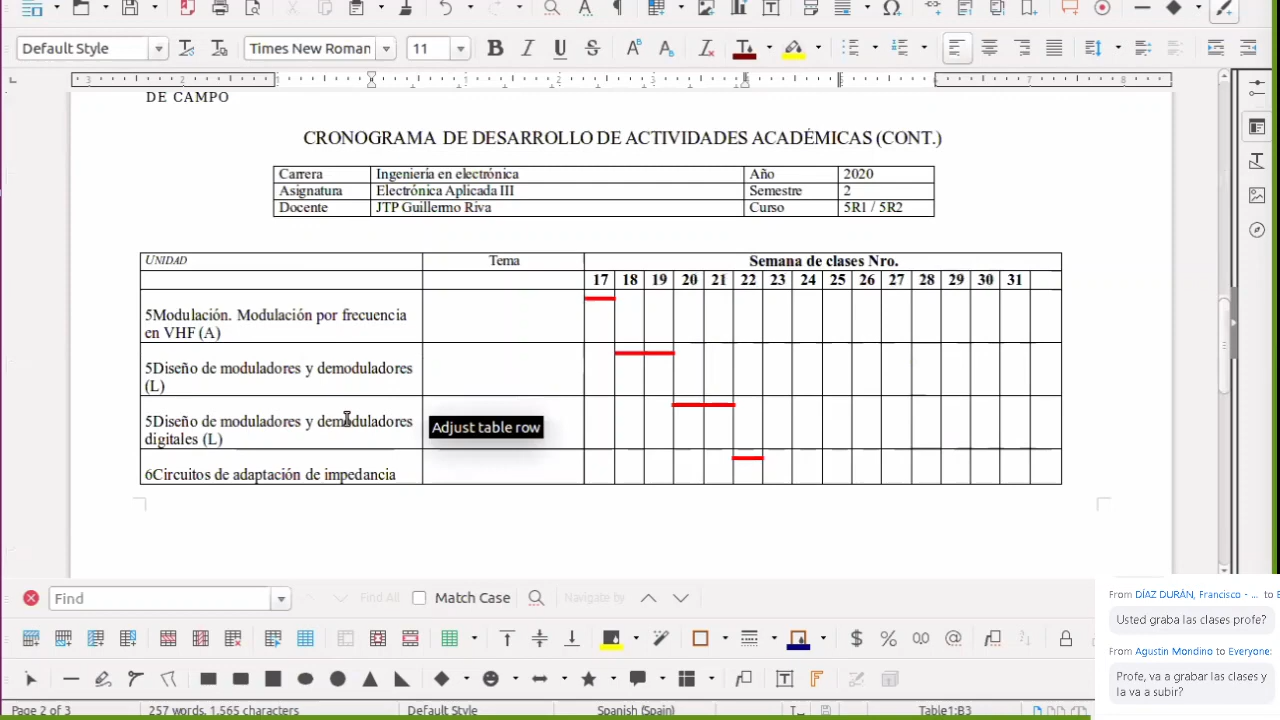 Default Style
Times New Roman
11
DE CAMPO
CRONOGRAMA DE DESARROLLO DE ACTIVIDADES ACADÉMICAS (CONT.)
Carrera Ingeniería en electrónica Año 2020
Asignatura Electrónica Aplicada III Semestre 2
Docente JTP Guillermo Riva Curso 5R1 / 5R2
UNIDAD Tema Semana de clases Nro.
17 18 19 20 21 22 23 24 25 26 27 28 29 30 31
5Modulación. Modulación por frecuencia
en VHF (A)
5Diseño de moduladores y demoduladores
(L)
5Diseño de moduladores y demoduladores
digitales (L)
Adjust table row
6Circuitos de adaptación de impedancia
Find Find All Match Case Navigate by
From DÍAZ DURÁN, Francisco - ... to E
Usted graba las clases profe?
From Agustin Mondino to Everyone:
Profe, va a grabar las clases y
la va a subir?
Page 2 of 3 257 words, 1,565 characters Default Style Spanish (Spain) Table1:B3